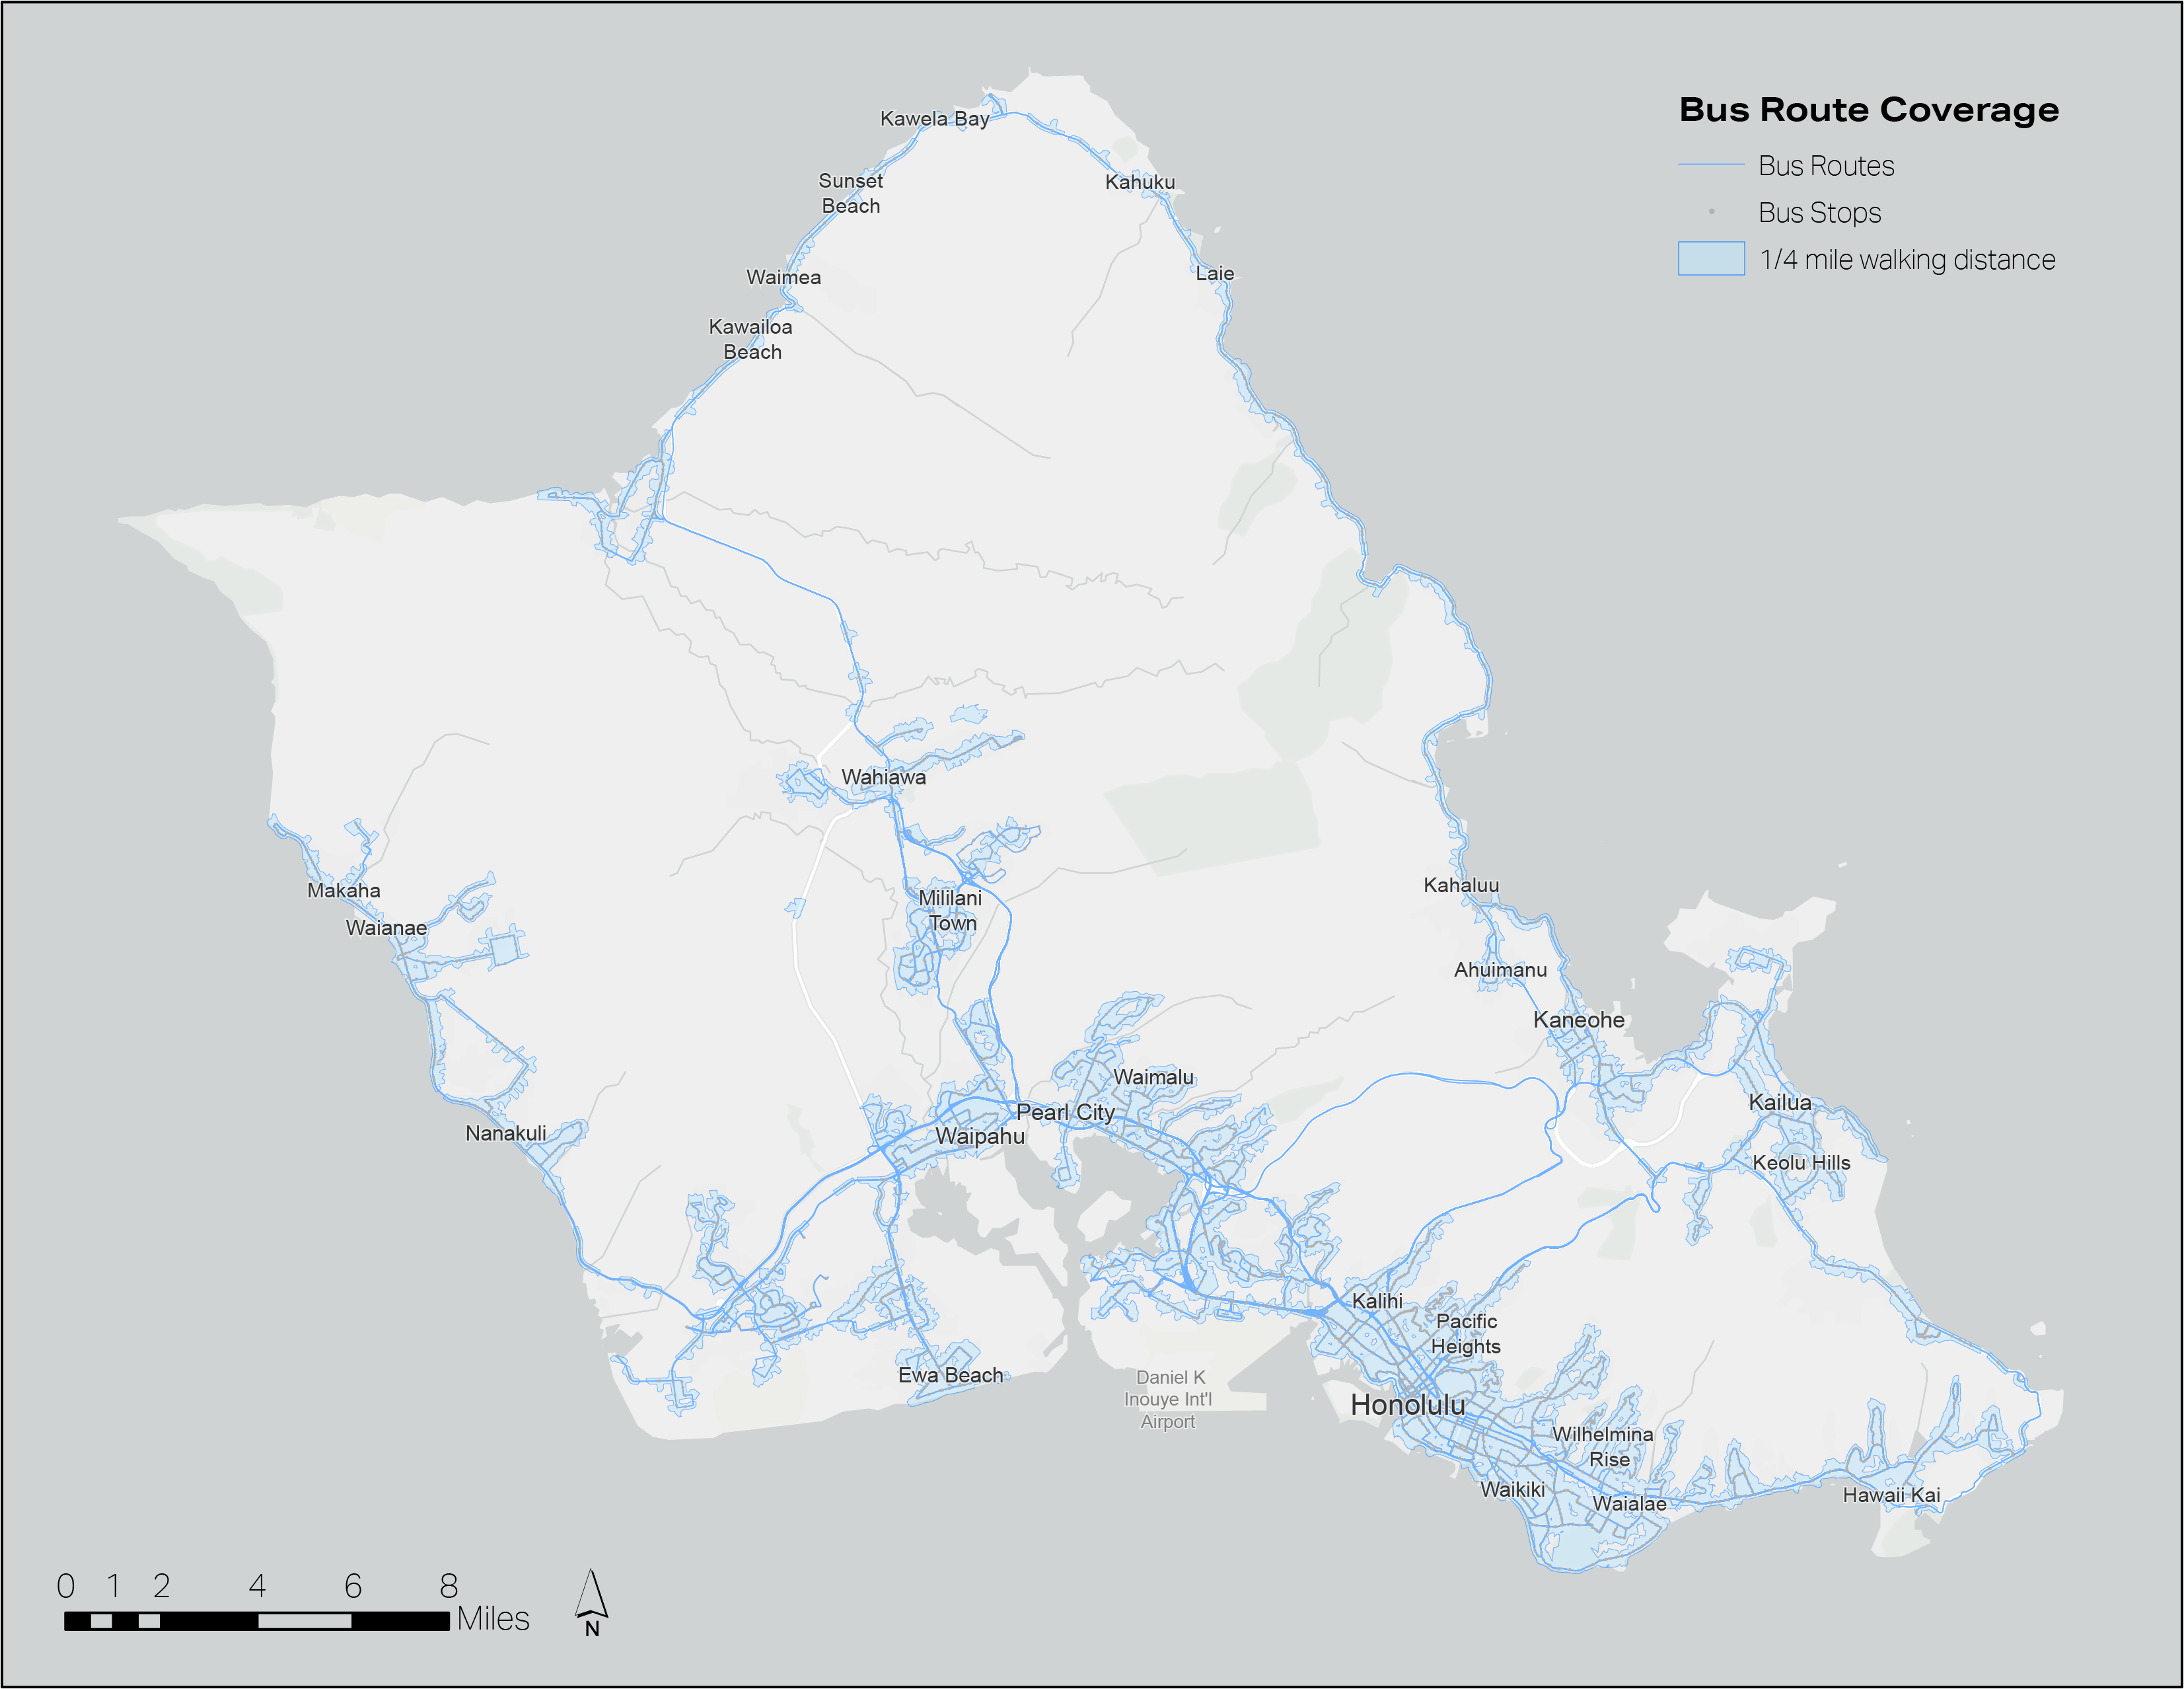 Bus Route Coverage
Bus Routes
Bus Stops
1/4 mile walking distance
Kawela Bay
Sunset
Beach
Kahuku
Waimea
Laie
Kawailoa
Beach
Wahiawa
Makaha
Mililani
Town
Waianae
Kahaluu
Ahuimanu
Kaneohe
Waimalu
Pearl City
Kailua
Nanakuli
Waipahu
Keolu Hills
Kalihi
Pacific
Heights
Ewa Beach
Daniel K
Inouye Int'l
Airport
Honolulu
Wilhelmina
Rise
Waikiki
Waialae
Hawaii Kai
0 1 2 4 6 8
Miles
N